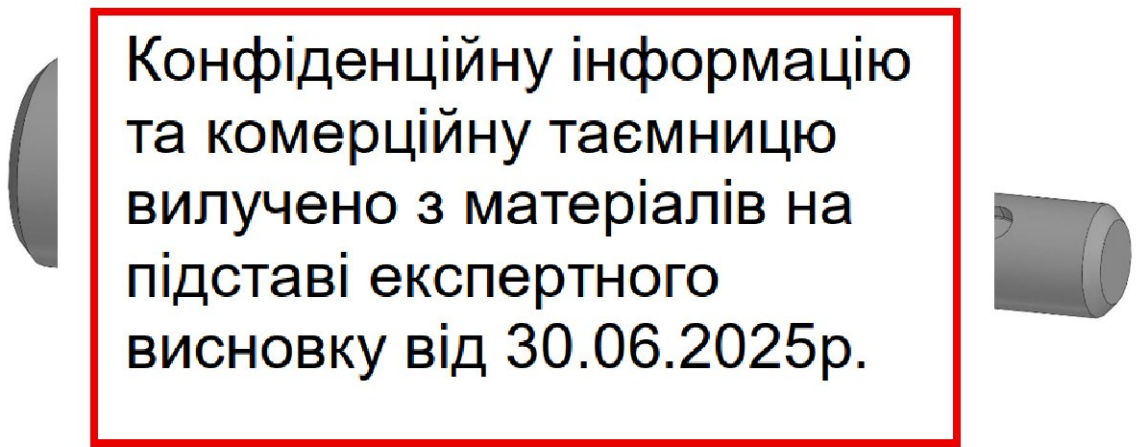 Конфіденційну інформацію
та комерційну таємницю
вилучено з матеріалів на
підставі експертного
висновку від 30.06.2025р.